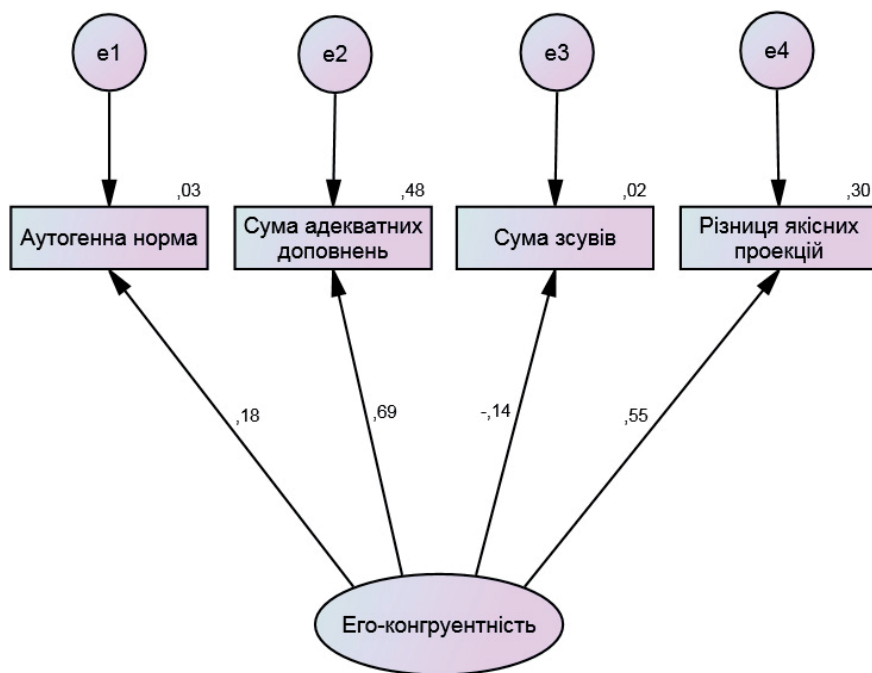 e1
e2
e3
e4
,03
,48
,02
,30
Аутогенна норма
Сума адекватних
доповнень
Сума зсувів
Різниця якісних
проекцій
,18
,69
-,14
,55
Его-конгруентність